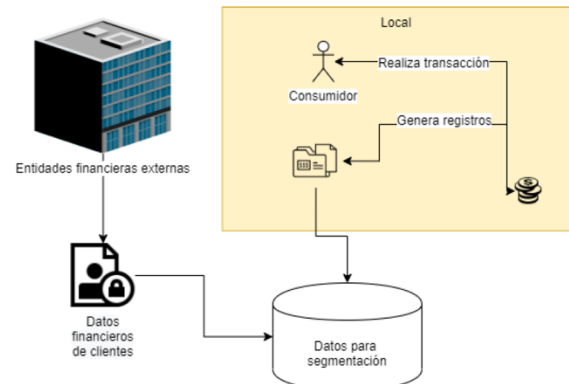 Local
Realiza transacción
Consumidor
Genera registros
Entidades financieras externas
Datos
financieros
de clientes
Datos para
segmentación